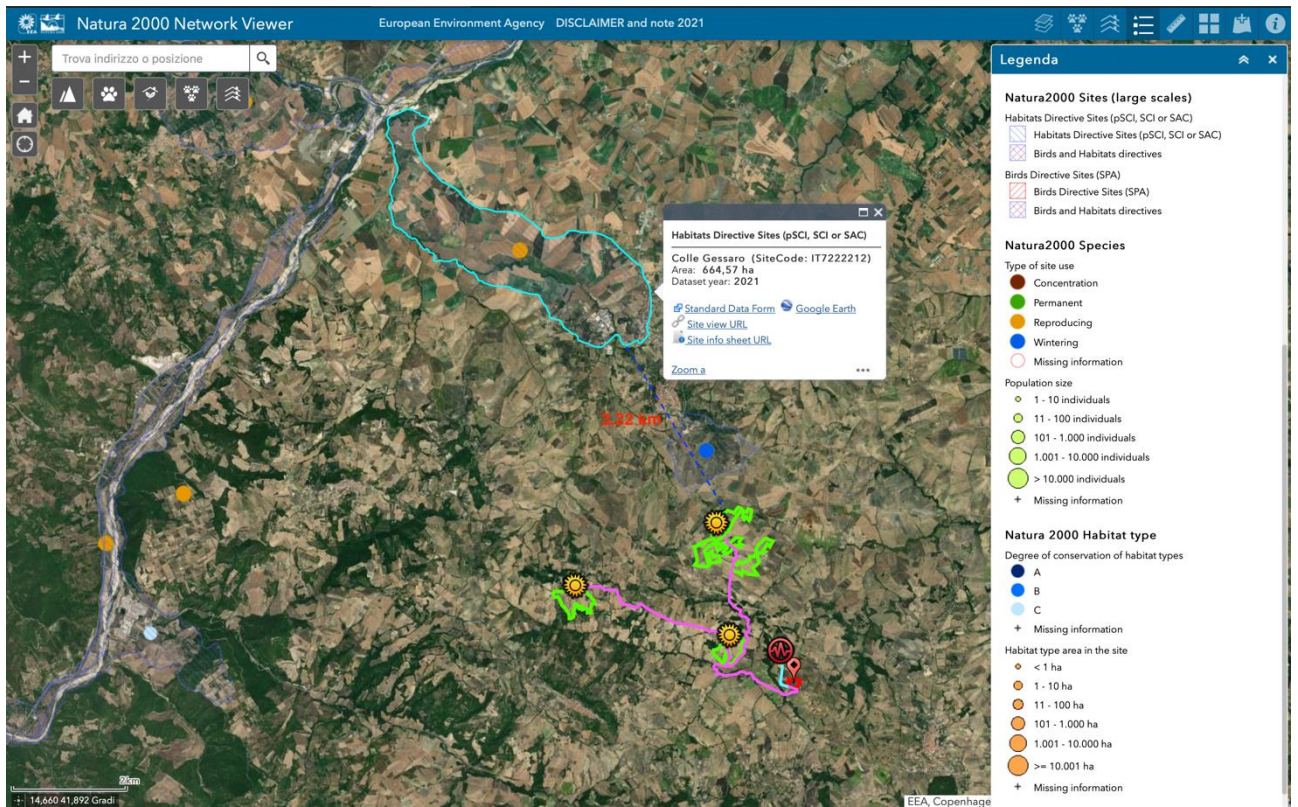 Natura 2000 Network Viewer
European Environment Agency DISCLAIMER and note 2021
Trova indirizzo o posizione
Legenda
Natura2000 Sites (large scales)
Habitats Directive Sites (pSCI, SCI or SAC)
Habitats Directive Sites (pSCI, SCI or SAC)
Birds and Habitats directives
Birds Directive Sites (SPA)
Birds Directive Sites (SPA)
Birds and Habitats directives
Natura2000 Species
Type of site use
Concentration
Permanent
Reproducing
Wintering
Missing information
Population size
1 - 10 individuals
11 - 100 individuals
101 - 1.000 individuals
1.001 - 10.000 individuals
> 10.000 individuals
Missing information
Natura 2000 Habitat type
Degree of conservation of habitat types
A
B
C
Missing information
Habitat type area in the site
< 1 ha
1 - 10 ha
11 - 100 ha
101 - 1.000 ha
1.001 - 10.000 ha
>= 10.001 ha
Missing information
Habitats Directive Sites (pSCI, SCI or SAC)
Colle Gessaro (SiteCode: IT7222212)
Area: 664,57 ha
Dataset year: 2021
Standard Data Form Google Earth
Site view URL
Site info sheet URL
Zoom a
3,22 km
2km
14,660 41,892 Gradi
EEA, Copenhage